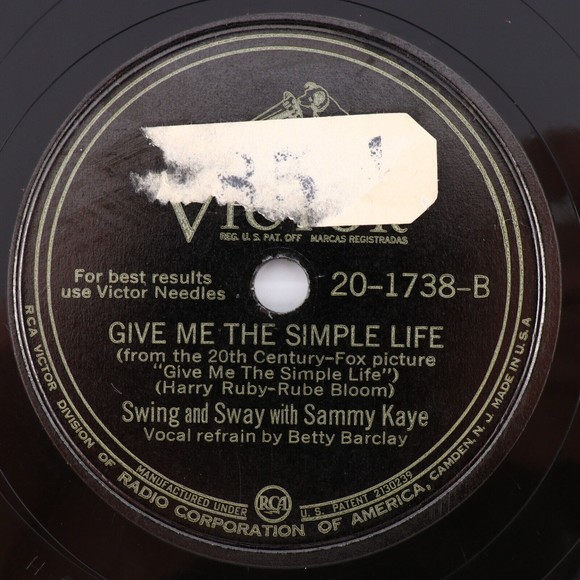 35
VICTOR
REG. U. S. PAT. OFF   MARCAS REGISTRADAS
For best results
use Victor Needles
20-1738-B
GIVE ME THE SIMPLE LIFE
(from the 20th Century-Fox picture
"Give Me The Simple Life")
(Harry Ruby-Rube Bloom)
Swing and Sway with Sammy Kaye
Vocal refrain by Betty Barclay
MANUFACTURED UNDER RCA U. S. PATENT 2130239
RCA VICTOR DIVISION OF RADIO CORPORATION OF AMERICA, CAMDEN, N. J. MADE IN U. S. A